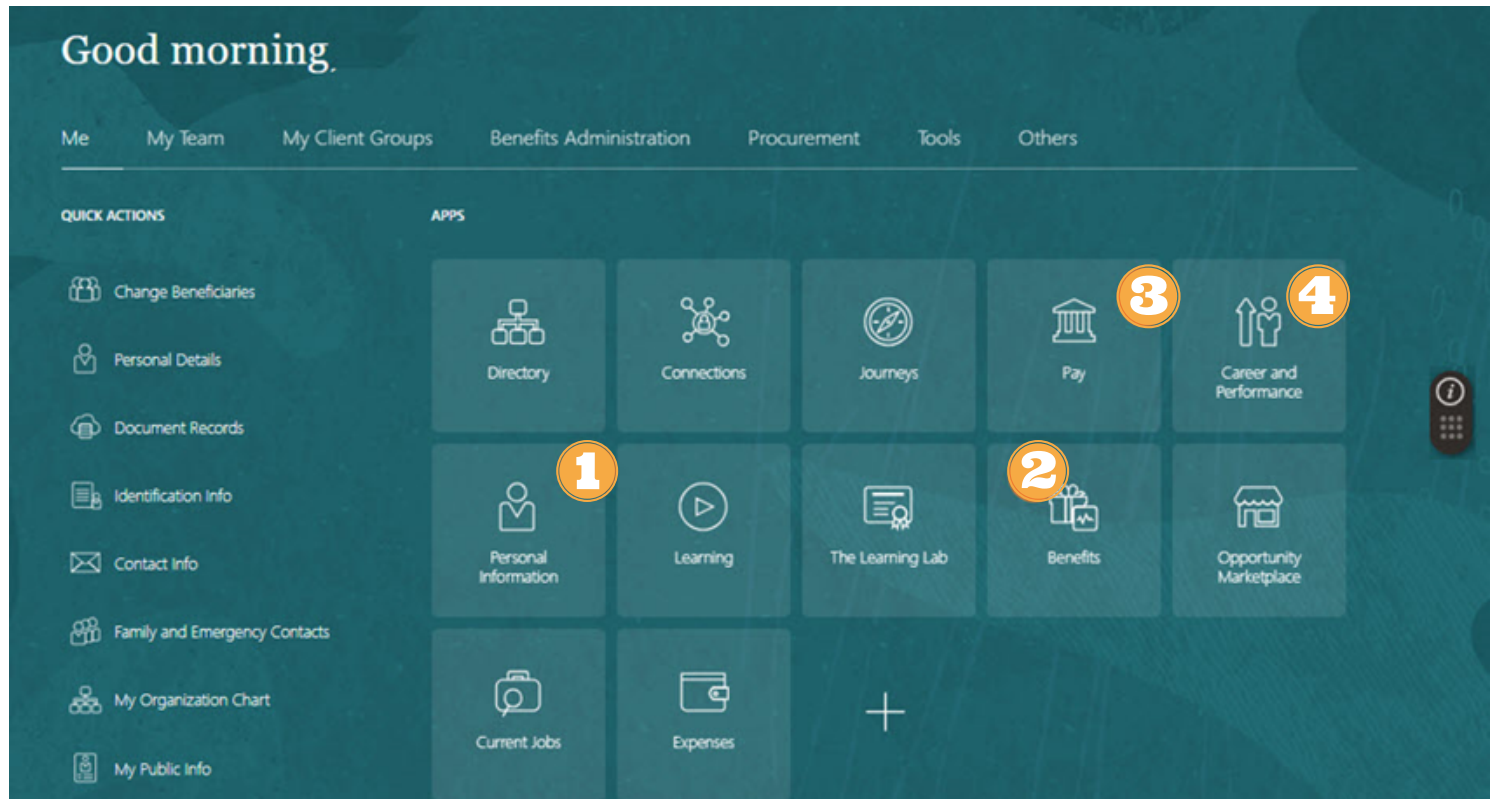 Good morning,
Me My Team My Client Groups Benefits Administration Procurement Tools Others
QUICK ACTIONS
APPS
Change Beneficiaries
Personal Details
Document Records
Identification Info
Contact Info
Family and Emergency Contacts
My Organization Chart
My Public Info
Directory
Connections
Journeys
3
Pay
4
Career and
Performance
1
Personal
Information
Learning
The Learning Lab
2
Benefits
Opportunity
Marketplace
Current Jobs
Expenses
i